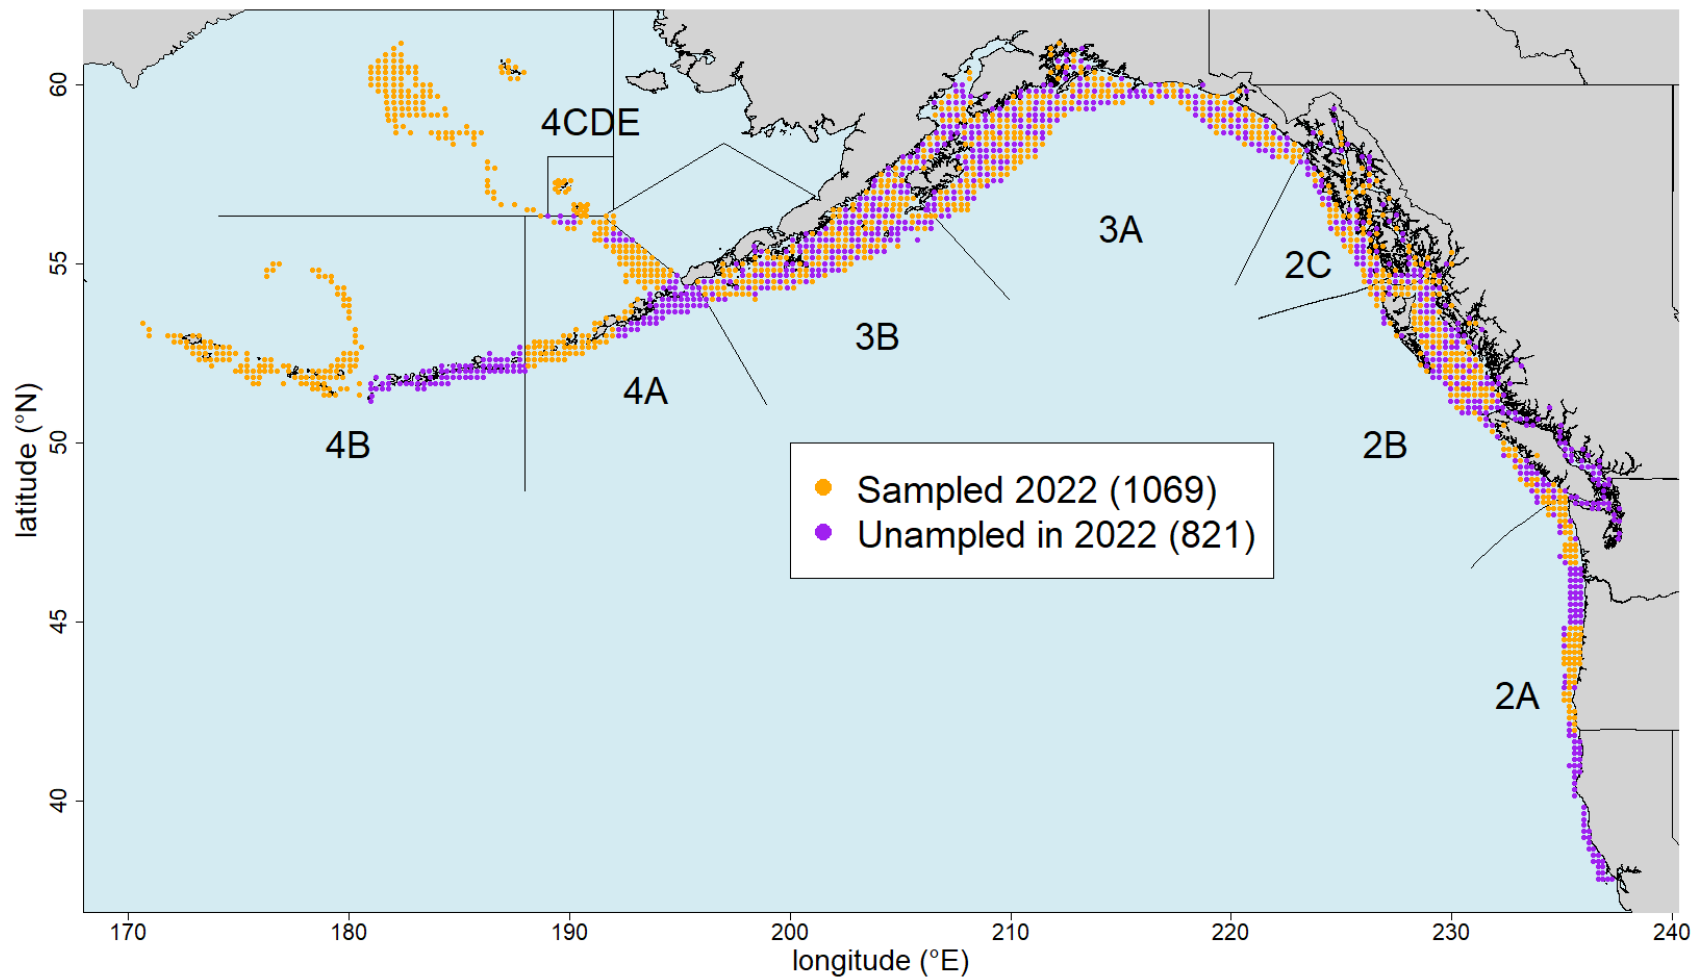 60
55
50
45
40
latitude (°N)
4CDE
3A
2C
3B
4A
4B
2B
2A
Sampled 2022 (1069)
Unampled in 2022 (821)
170
180
190
200
210
220
230
240
longitude (°E)